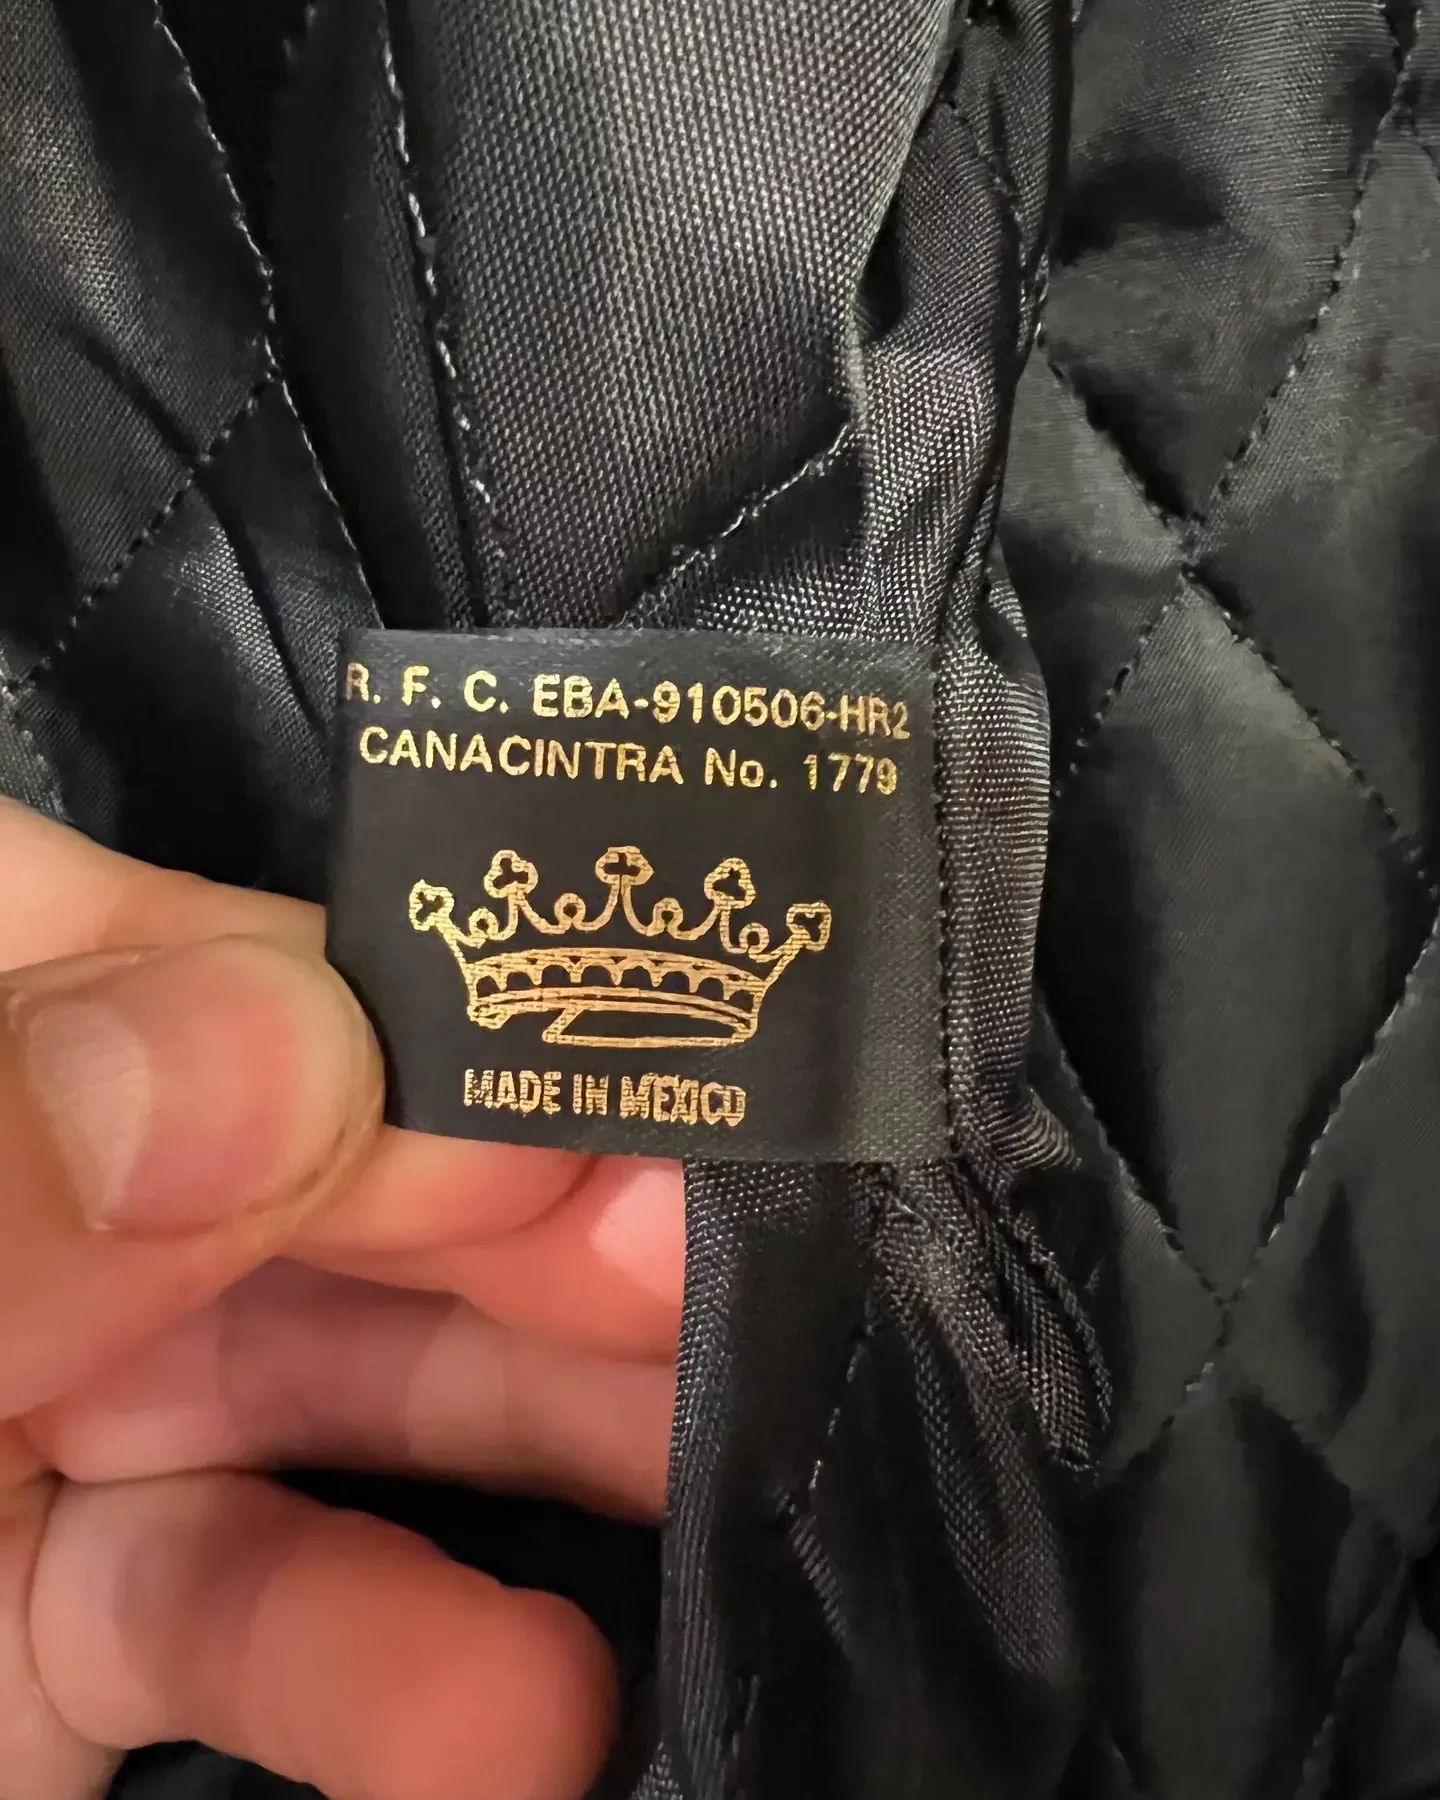 R. F. C. EBA-910506-HR2
CANACINTRA No. 1779
MADE IN MEXICO